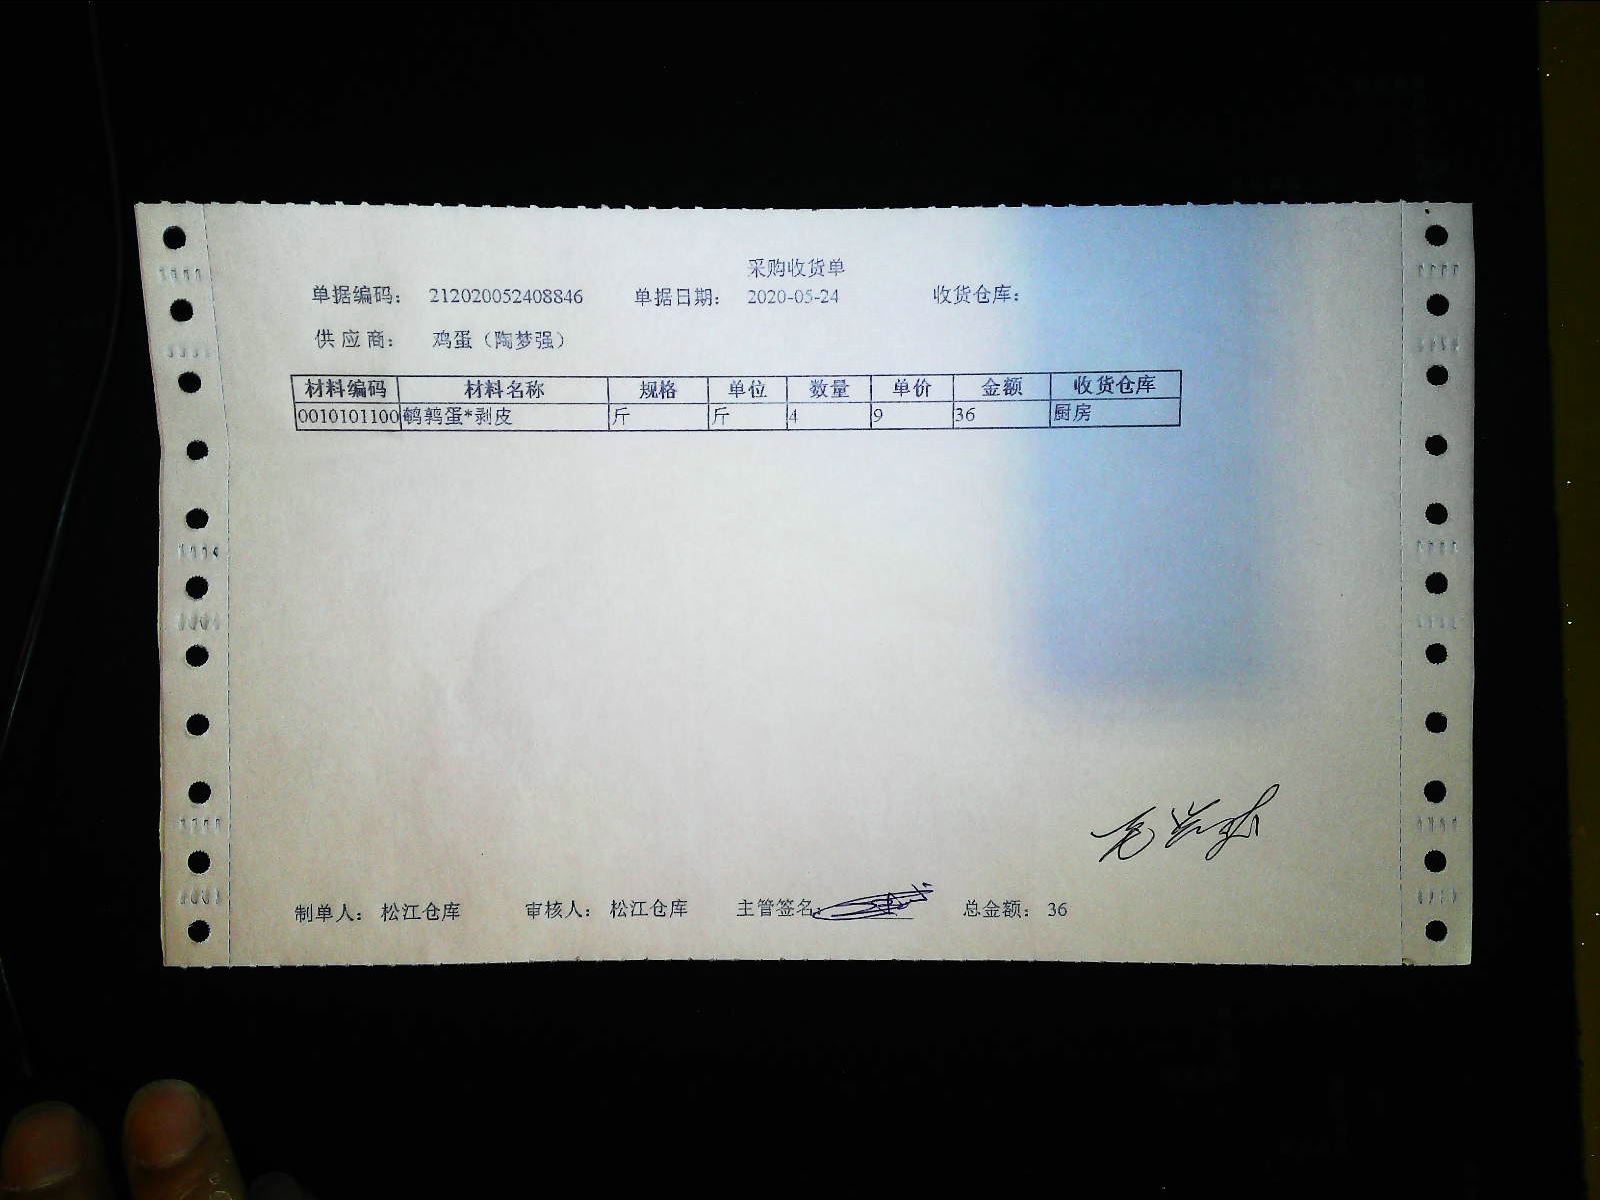 采购收货单
单据编码： 212020052408846 单据日期： 2020-05-24 收货仓库：
供应商： 鸡蛋（陶梦强）
材料编码 材料名称 规格 单位 数量 单价 金额 收货仓库
0010101100 鹌鹑蛋*剥皮 斤 斤 4 9 36 厨房
制单人： 松江仓库 审核人： 松江仓库 主管签名： 总金额： 36